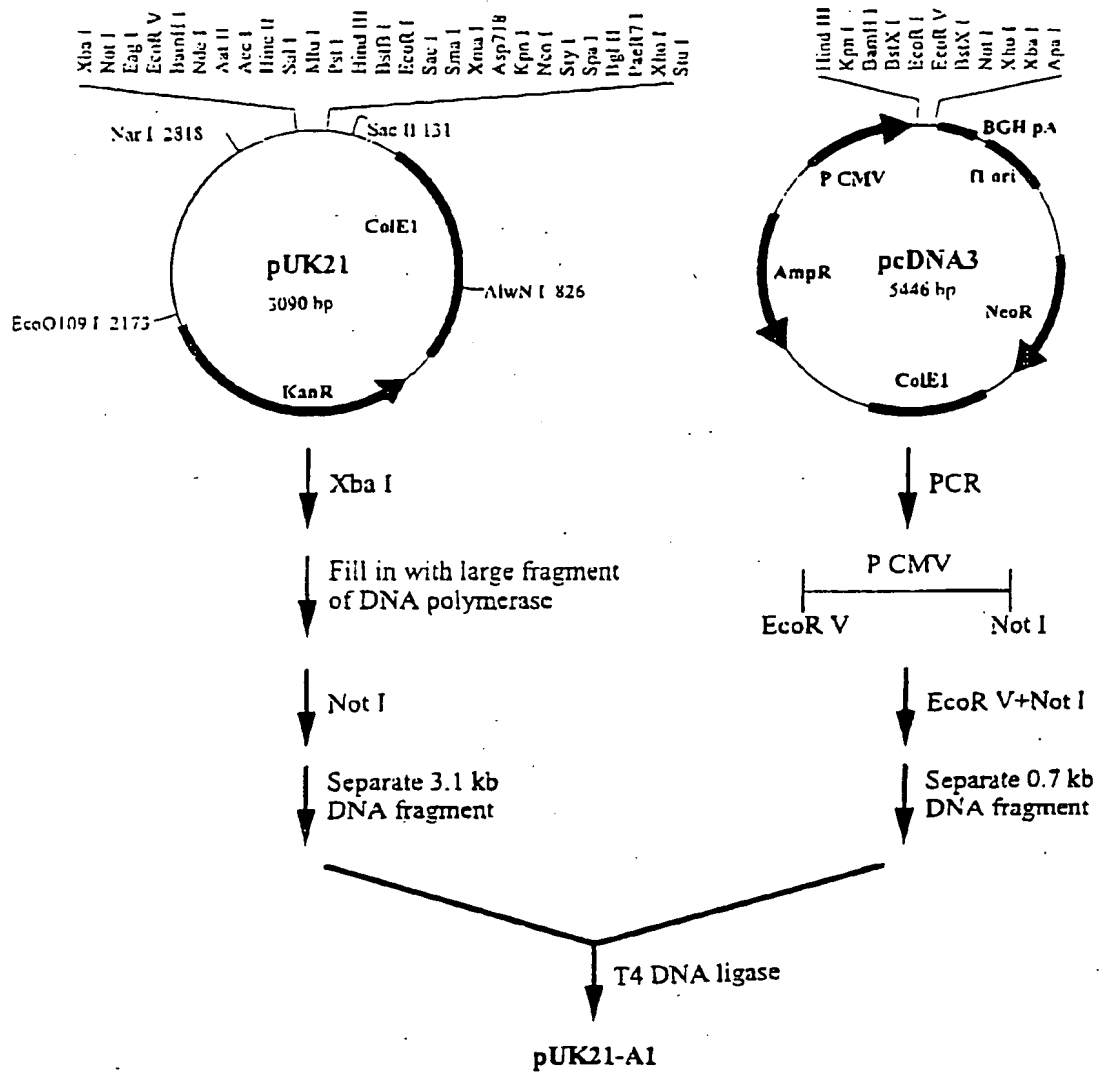 Xba I
Not I
Eag I
EcoR V
BamH I
Nde I
Aat II
Acc I
Hinc II
Sal I
Mlu I
Pst I
Hind III
BstB I
EcoR I
Sac I
Sma I
Xma I
Asp718
Kpn I
Nco I
Sty I
Spe I
Bgl II
PaeR7 I
Xho I
Stu I
Hind III
Kpn I
BamH I
BstX I
EcoR I
EcoR V
BstX I
Not I
Xho I
Xba I
Apa I
Nar I 2818
Sac II 131
BGH pA
P CMV
f1 ori
ColE1
pUK21
3090 hp
AlwN I 826
EcoO109 I 2173
KanR
AmpR
pcDNA3
5446 hp
NeoR
ColE1
Xba I
PCR
Fill in with large fragment
of DNA polymerase
P CMV
EcoR V
Not I
Not I
EcoR V+Not I
Separate 3.1 kb
DNA fragment
Separate 0.7 kb
DNA fragment
T4 DNA ligase
pUK21-A1